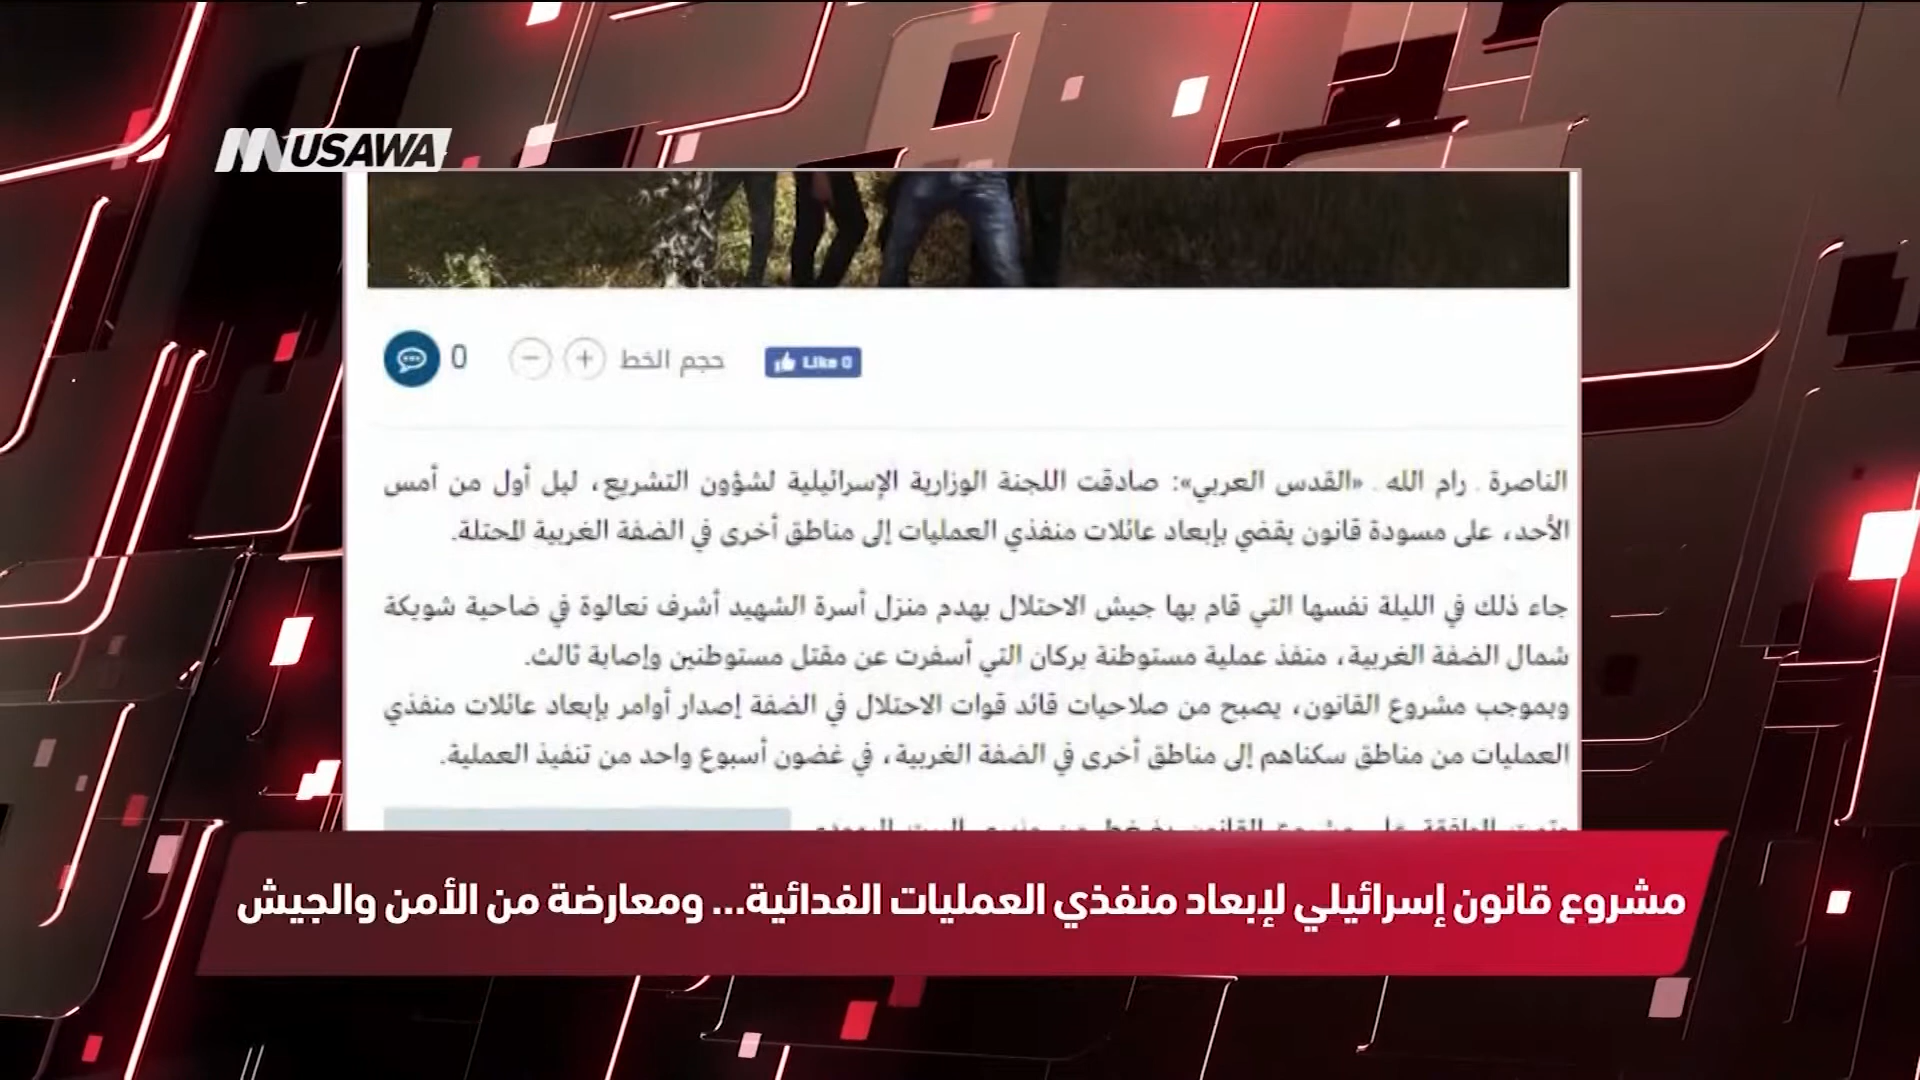 MUSAWA
0
حجم الخط
Like 0
الناصرة . رام الله . «القدس العربي»: صادقت اللجنة الوزارية الإسرائيلية لشؤون التشريع، ليل أول من أمس
الأحد، على مسودة قانون يقضي بإبعاد عائلات منفذي العمليات إلى مناطق أخرى في الضفة الغربية المحتلة.
جاء ذلك في الليلة نفسها التي قام بها جيش الاحتلال بهدم منزل أسرة الشهيد أشرف نعالوة في ضاحية شويكة
شمال الضفة الغربية، منفذ عملية مستوطنة بركان التي أسفرت عن مقتل مستوطنين وإصابة ثالث.
وبموجب مشروع القانون، يصبح من صلاحيات قائد قوات الاحتلال في الضفة إصدار أوامر بإبعاد عائلات منفذي
العمليات من مناطق سكناهم إلى مناطق أخرى في الضفة الغربية، في غضون أسبوع واحد من تنفيذ العملية.
مشروع قانون إسرائيلي لإبعاد منفذي العمليات الفدائية... ومعارضة من الأمن والجيش